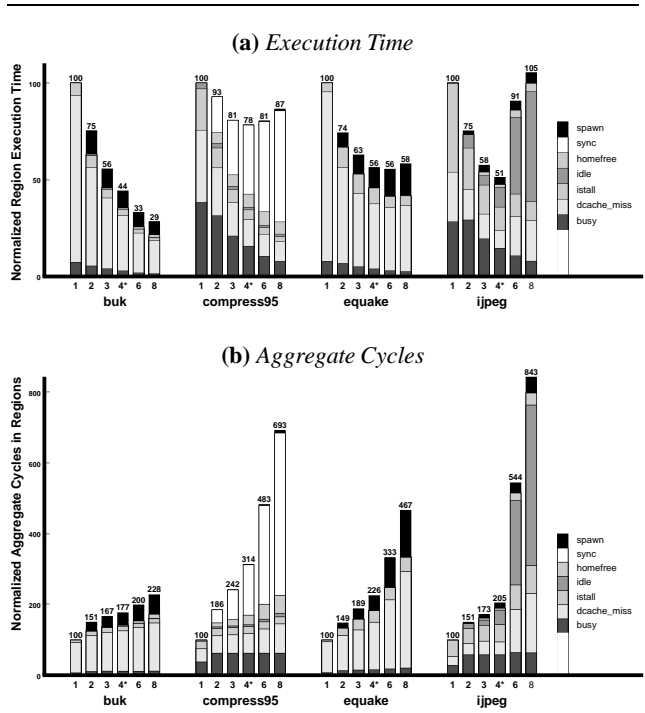 (a) Execution Time
Normalized Region Execution Time
100
50
0
100 75 56 44 33 29
100 93 81 78 81 87
100 74 63 56 56 58
100 75 58 51 91 105
1 2 3 4* 6 8
1 2 3 4* 6 8
1 2 3 4* 6 8
1 2 3 4* 6 8
buk compress95 equake ijpeg
spawn
sync
homefree
idle
istall
dcache_miss
busy
(b) Aggregate Cycles
Normalized Aggregate Cycles in Regions
800
600
400
200
0
100 151 167 177 200 228
100 186 242 314 483 693
100 149 189 226 333 467
100 151 173 205 544 843
1 2 3 4* 6 8
1 2 3 4* 6 8
1 2 3 4* 6 8
1 2 3 4* 6 8
buk compress95 equake ijpeg
spawn
sync
homefree
idle
istall
dcache_miss
busy